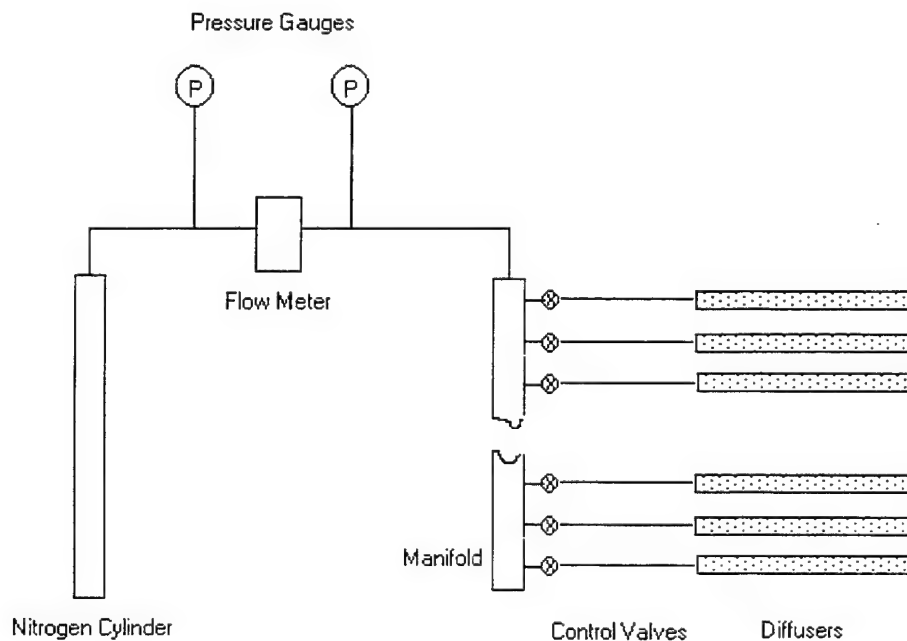 Pressure Gauges
P P
Flow Meter
Manifold
Nitrogen Cylinder
Control Valves
Diffusers